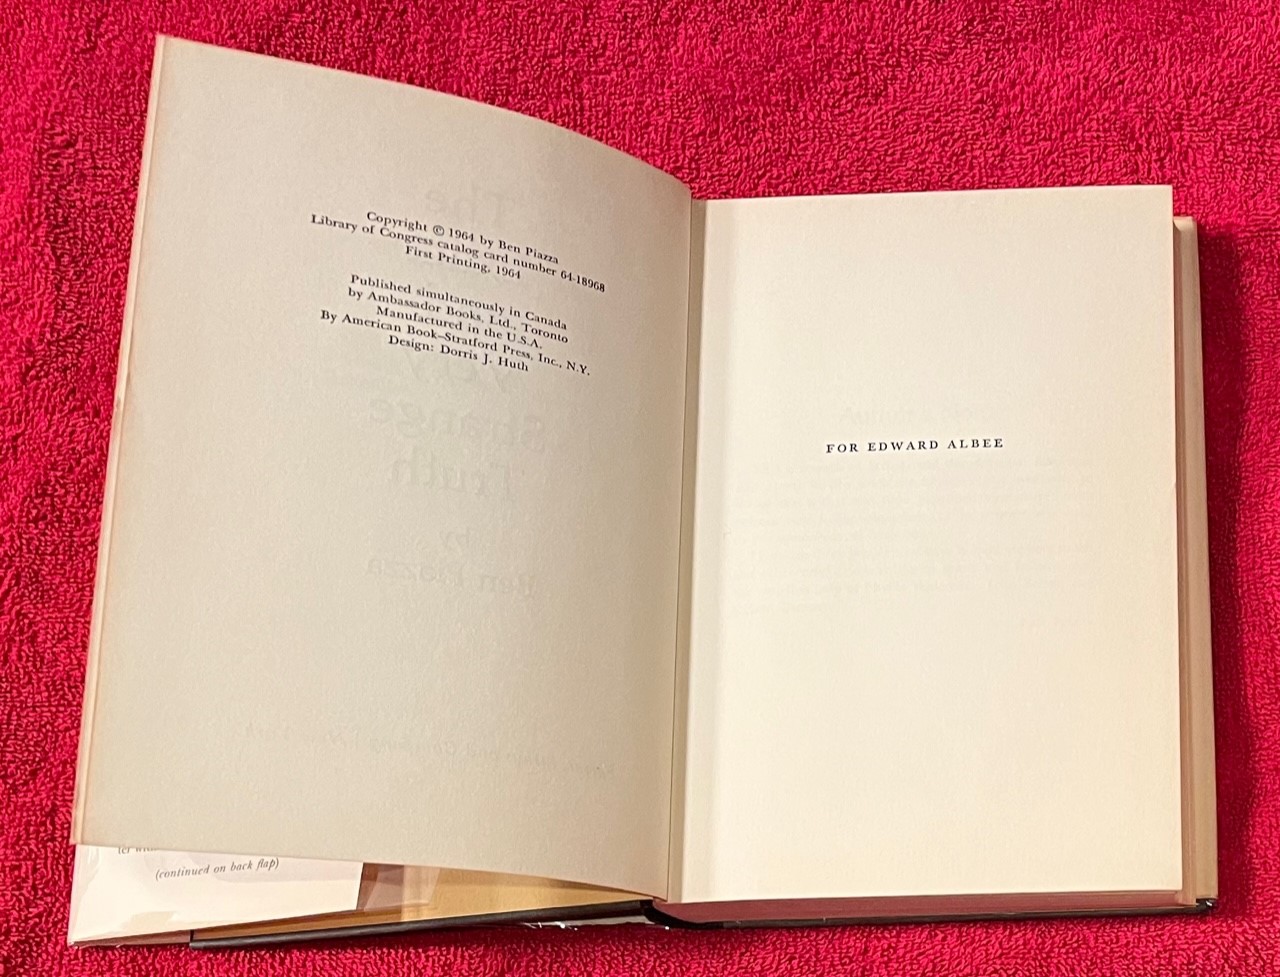 Copyright © 1964 by Ben Piazza
Library of Congress catalog card number 64-18968
First Printing, 1964
Published simultaneously in Canada
by Ambassador Books, Ltd., Toronto
Manufactured in the U.S.A.
By American Book–Stratford Press, Inc., N.Y.
Design: Dorris J. Huth
(continued on back flap)
FOR EDWARD ALBEE